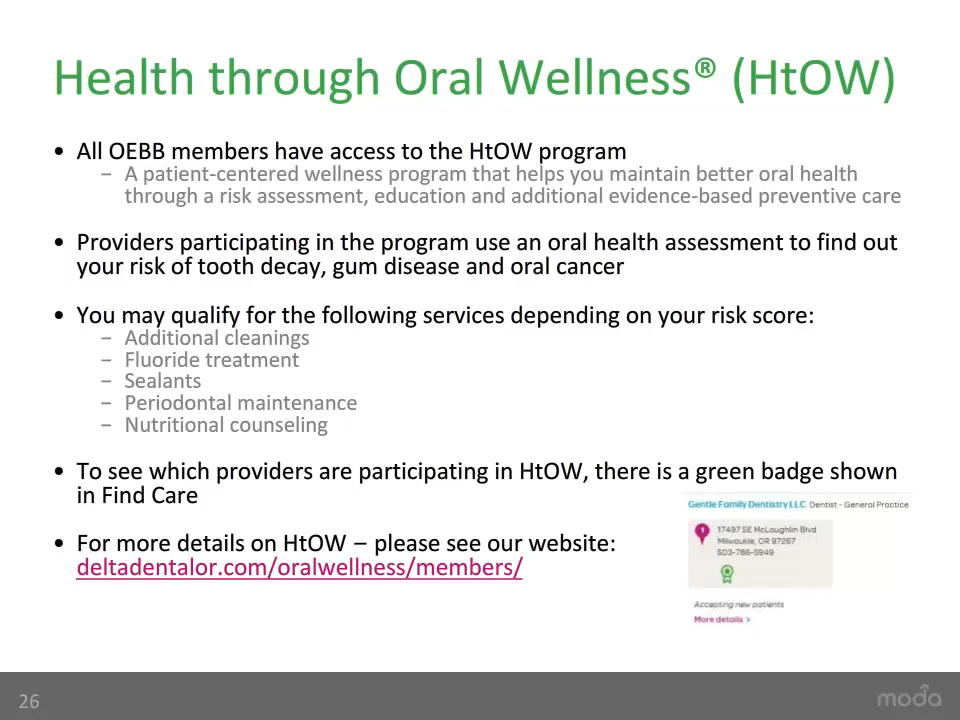 Health through Oral Wellness® (HtOW)
• All OEBB members have access to the HtOW program
– A patient-centered wellness program that helps you maintain better oral health
through a risk assessment, education and additional evidence-based preventive care
• Providers participating in the program use an oral health assessment to find out
your risk of tooth decay, gum disease and oral cancer
• You may qualify for the following services depending on your risk score:
– Additional cleanings
– Fluoride treatment
– Sealants
– Periodontal maintenance
– Nutritional counseling
• To see which providers are participating in HtOW, there is a green badge shown
in Find Care
• For more details on HtOW – please see our website:
deltadentalor.com/oralwellness/members/
Gentle Family Dentistry LLC Dentist - General Practice
1
17497 SE McLoughlin Blvd
Milwaukie, OR 97267
503-786-5949
Accepting new patients
More details >
26
moda